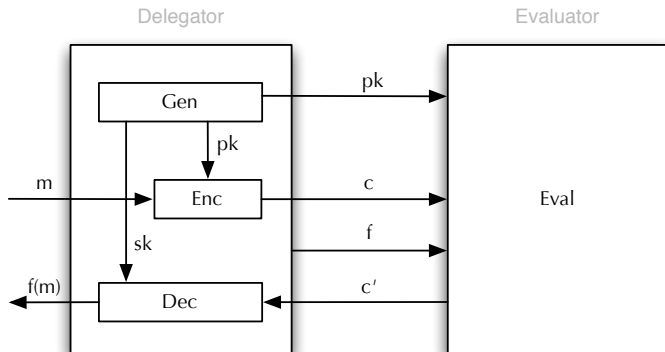 Delegator
Evaluator
Gen
pk
pk
m
Enc
c
Eval
f
sk
f(m)
Dec
c'